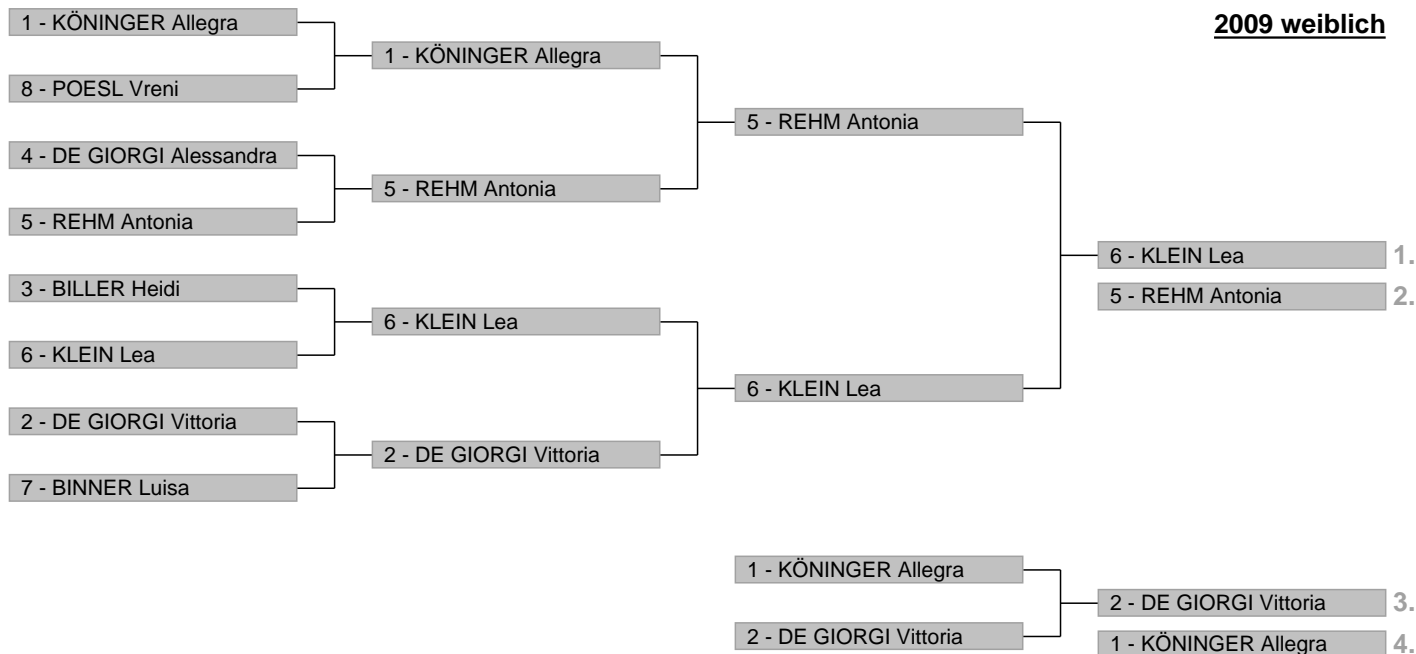 2009 weiblich
1 - KÖNINGER Allegra
8 - POESL Vreni
4 - DE GIORGI Alessandra
5 - REHM Antonia
3 - BILLER Heidi
6 - KLEIN Lea
2 - DE GIORGI Vittoria
7 - BINNER Luisa
1 - KÖNINGER Allegra
5 - REHM Antonia
6 - KLEIN Lea
2 - DE GIORGI Vittoria
5 - REHM Antonia
6 - KLEIN Lea
6 - KLEIN Lea 1.
5 - REHM Antonia 2.
1 - KÖNINGER Allegra
2 - DE GIORGI Vittoria
2 - DE GIORGI Vittoria 3.
1 - KÖNINGER Allegra 4.